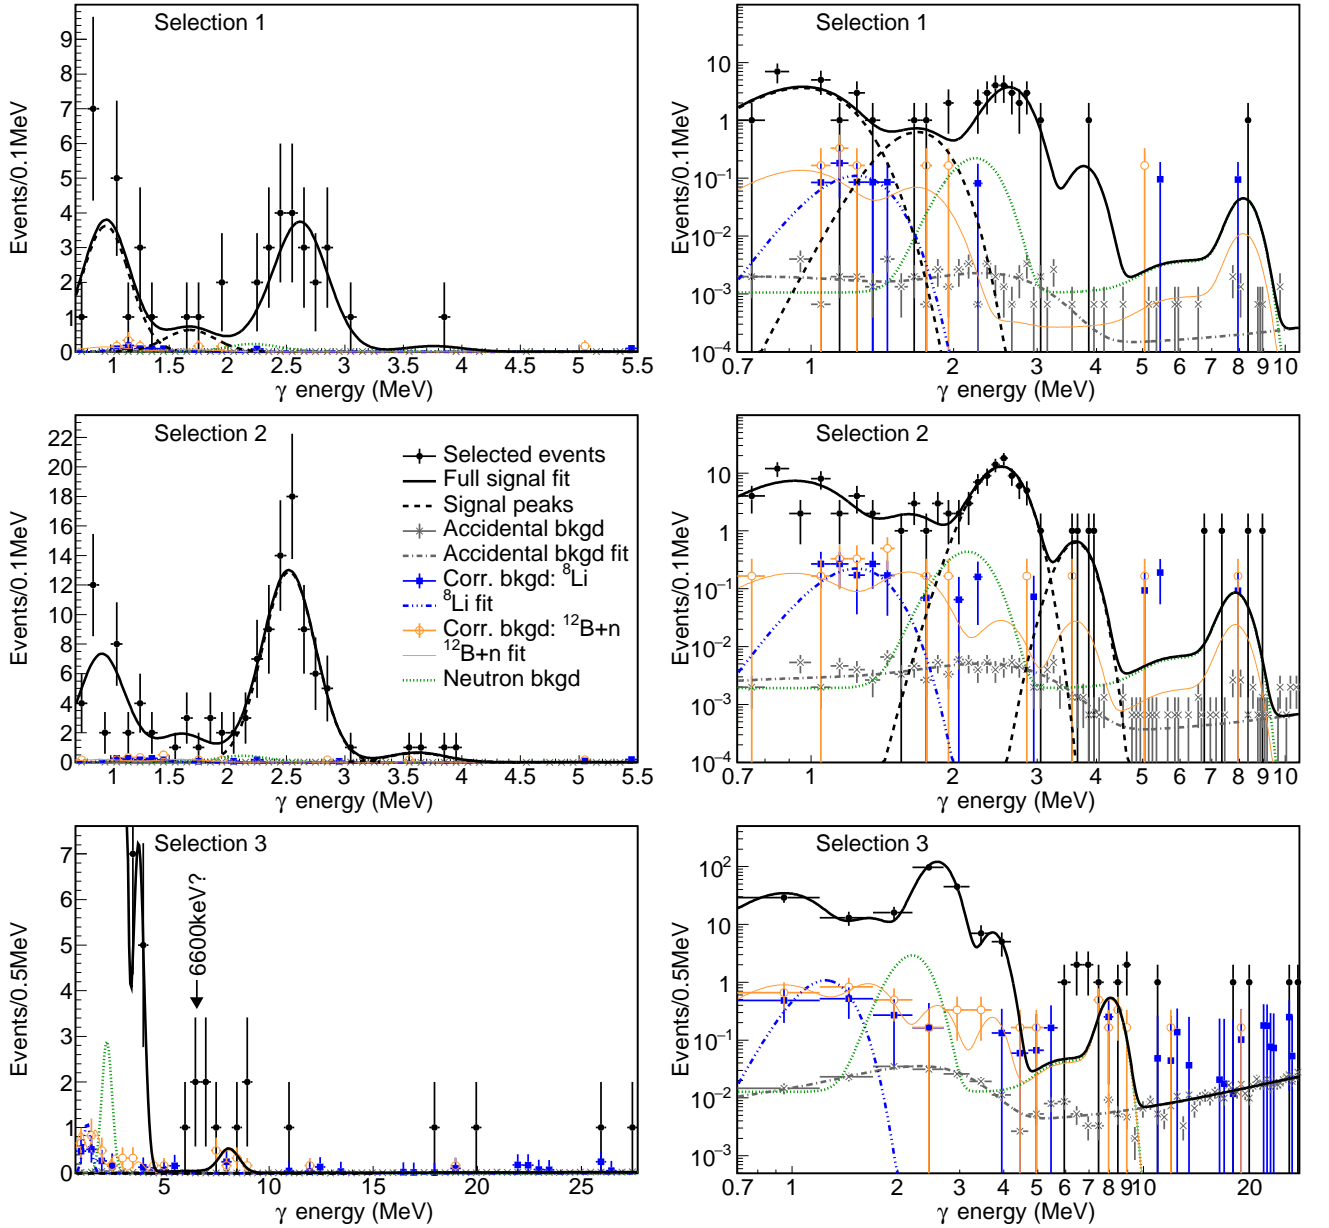 Selection 1
Events/0.1MeV
9
8
7
6
5
4
3
2
1
0
1 1.5 2 2.5 3 3.5 4 4.5 5 5.5
γ energy (MeV)
Selection 1
Events/0.1MeV
10
1
10⁻¹
10⁻²
10⁻³
10⁻⁴
0.7 1 2 3 4 5 6 7 8 9 10
γ energy (MeV)
Selection 2
Events/0.1MeV
22
20
18
16
14
12
10
8
6
4
2
0
1 1.5 2 2.5 3 3.5 4 4.5 5 5.5
γ energy (MeV)
Selected events
Full signal fit
Signal peaks
Accidental bkgd
Accidental bkgd fit
Corr. bkgd: ⁸Li
⁸Li fit
Corr. bkgd: ¹²B+n
¹²B+n fit
Neutron bkgd
Selection 2
Events/0.1MeV
10
1
10⁻¹
10⁻²
10⁻³
10⁻⁴
0.7 1 2 3 4 5 6 7 8 9 10
γ energy (MeV)
Selection 3
Events/0.5MeV
7
6
5
4
3
2
1
0
6600keV?
5 10 15 20 25
γ energy (MeV)
Selection 3
Events/0.5MeV
10²
10
1
10⁻¹
10⁻²
10⁻³
0.7 1 2 3 4 5 6 7 8 910 20
γ energy (MeV)